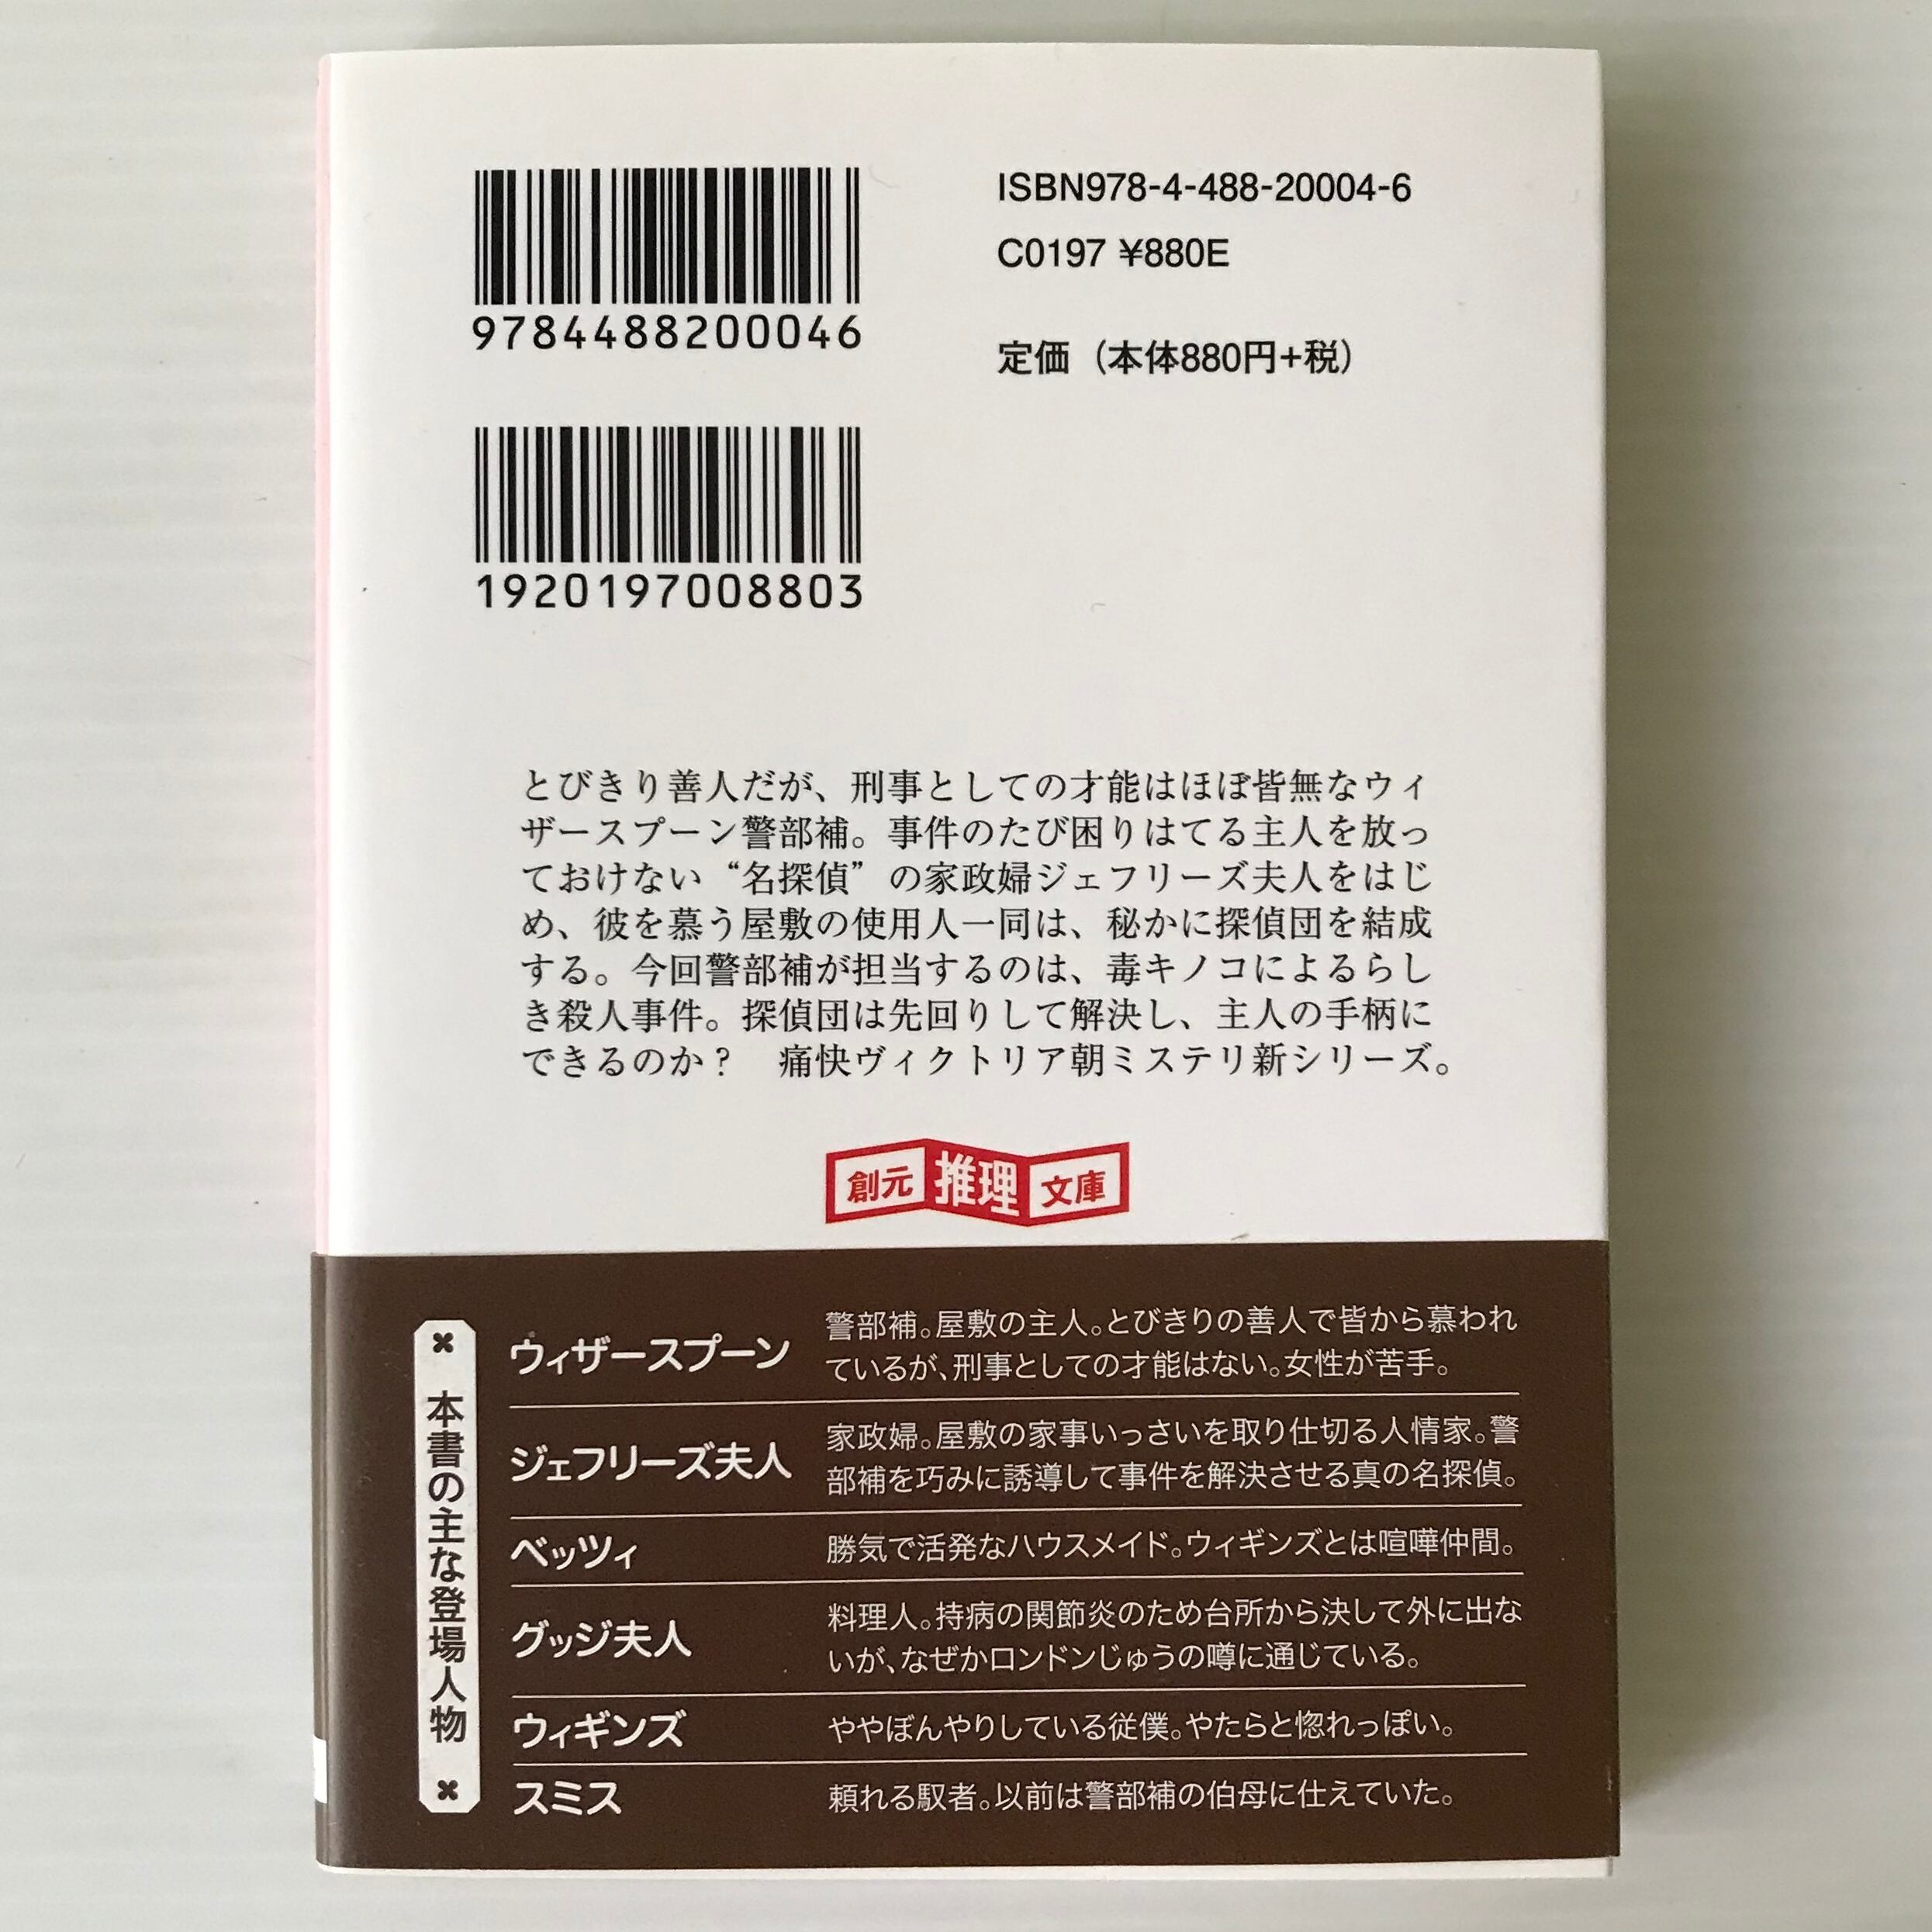 9784488200046
ISBN978-4-488-20004-6
C0197 ¥880E
定価（本体880円+税）
1920197008803
とびきり善人だが、刑事としての才能はほぼ皆無なウィ
ザースプーン警部補。事件のたび困りはてる主人を放っ
ておけない“名探偵”の家政婦ジェフリーズ夫人をはじ
め、彼を慕う屋敷の使用人一同は、秘かに探偵団を結成
する。今回警部補が担当するのは、毒キノコによるらし
き殺人事件。探偵団は先回りして解決し、主人の手柄に
できるのか？　痛快ヴィクトリア朝ミステリ新シリーズ。
創元推理文庫
本書の主な登場人物
ウィザースプーン
警部補。屋敷の主人。とびきりの善人で皆から慕われ
ているが、刑事としての才能はない。女性が苦手。
ジェフリーズ夫人
家政婦。屋敷の家事いっさいを取り仕切る人情家。警
部補を巧みに誘導して事件を解決させる真の名探偵。
ベッツィ
勝気で活発なハウスメイド。ウィギンズとは喧嘩仲間。
グッジ夫人
料理人。持病の関節炎のため台所から決して外に出な
いが、なぜかロンドンじゅうの噂に通じている。
ウィギンズ
ややぼんやりしている従僕。やたらと惚れっぽい。
スミス
頼れる馭者。以前は警部補の伯母に仕えていた。